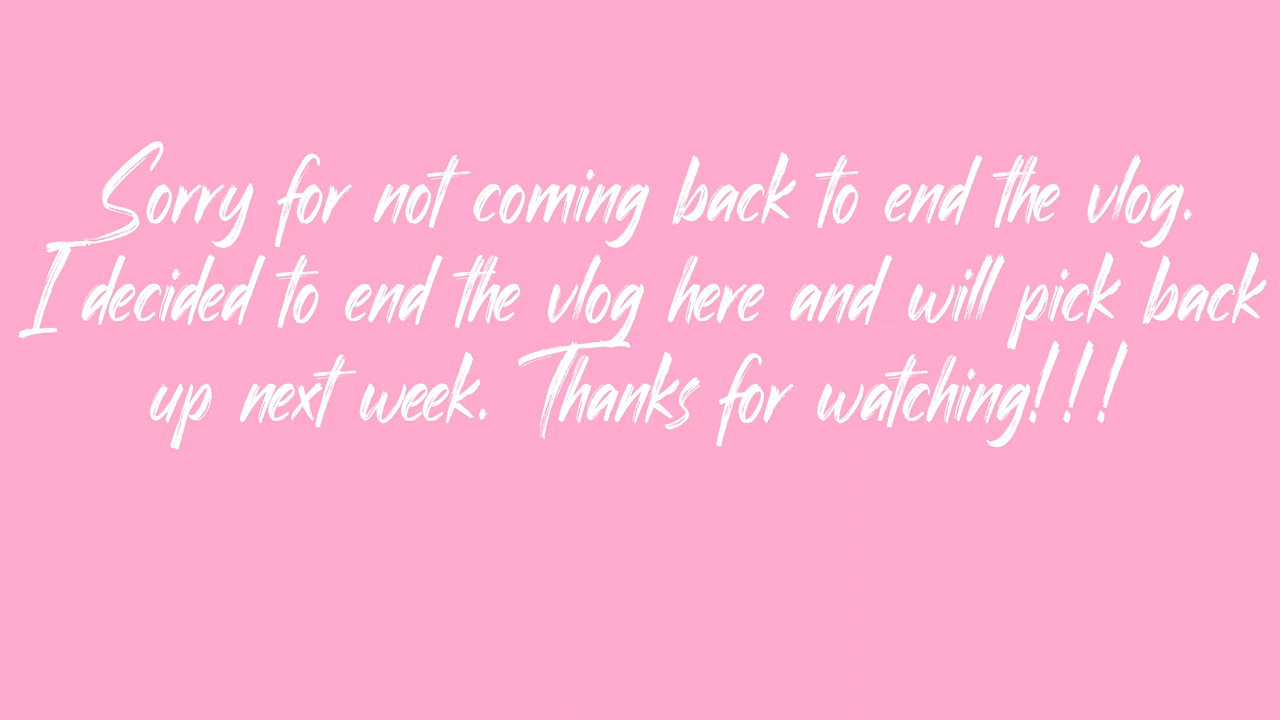 Sorry for not coming back to end the vlog.
I decided to end the vlog here and will pick back
up next week. Thanks for watching!!!